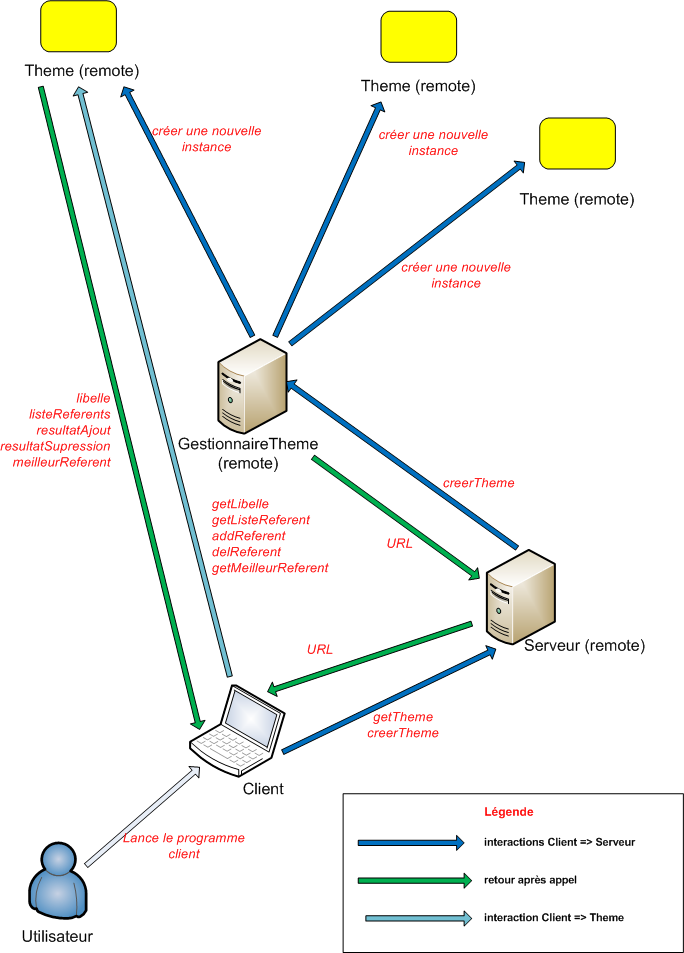 Theme (remote)
Theme (remote)
créer une nouvelle
instance
créer une nouvelle
instance
Theme (remote)
créer une nouvelle
instance
libelle
listeReferents
resultatAjout
resultatSupression
meilleurReferent
GestionnaireTheme
(remote)
creerTheme
getLibelle
getListeReferent
addReferent
delReferent
getMeilleurReferent
URL
Serveur (remote)
URL
getTheme
creerTheme
Client
Lance le programme
client
Utilisateur
Légende
interactions Client => Serveur
retour après appel
interaction Client => Theme